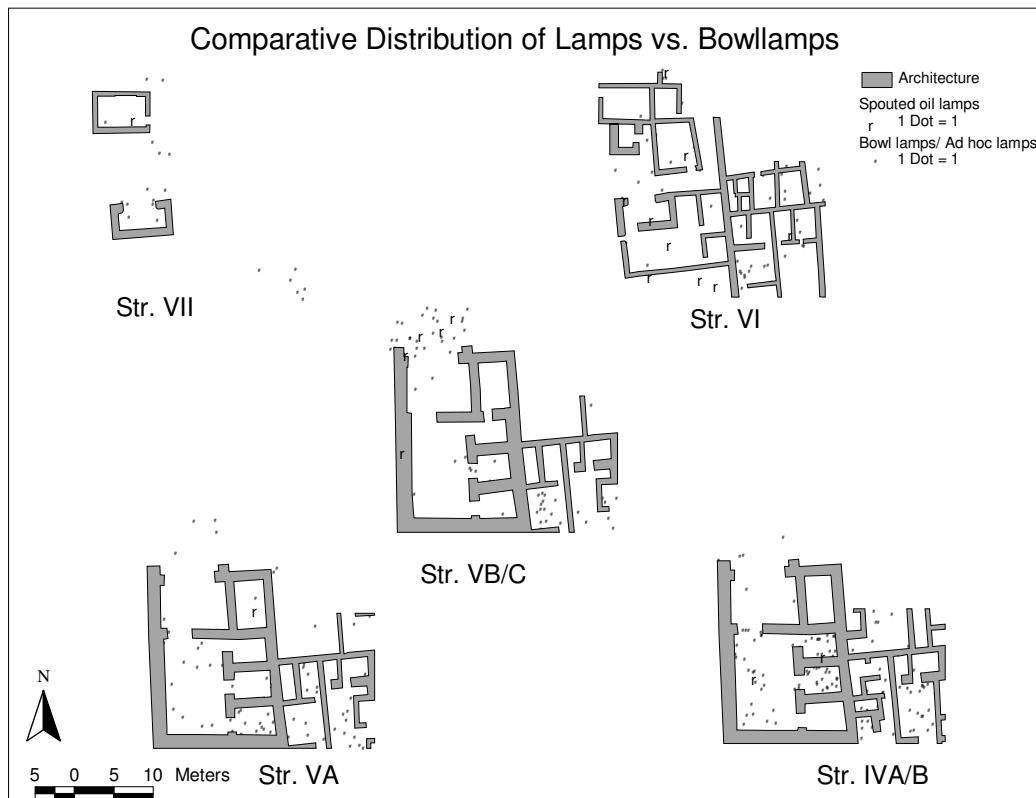 Comparative Distribution of Lamps vs. Bowllamps
Architecture
Spouted oil lamps
r 1 Dot = 1
Bowl lamps/ Ad hoc lamps
1 Dot = 1
Str. VII
Str. VI
Str. VB/C
Str. VA
Str. IVA/B
N
5 0 5 10 Meters